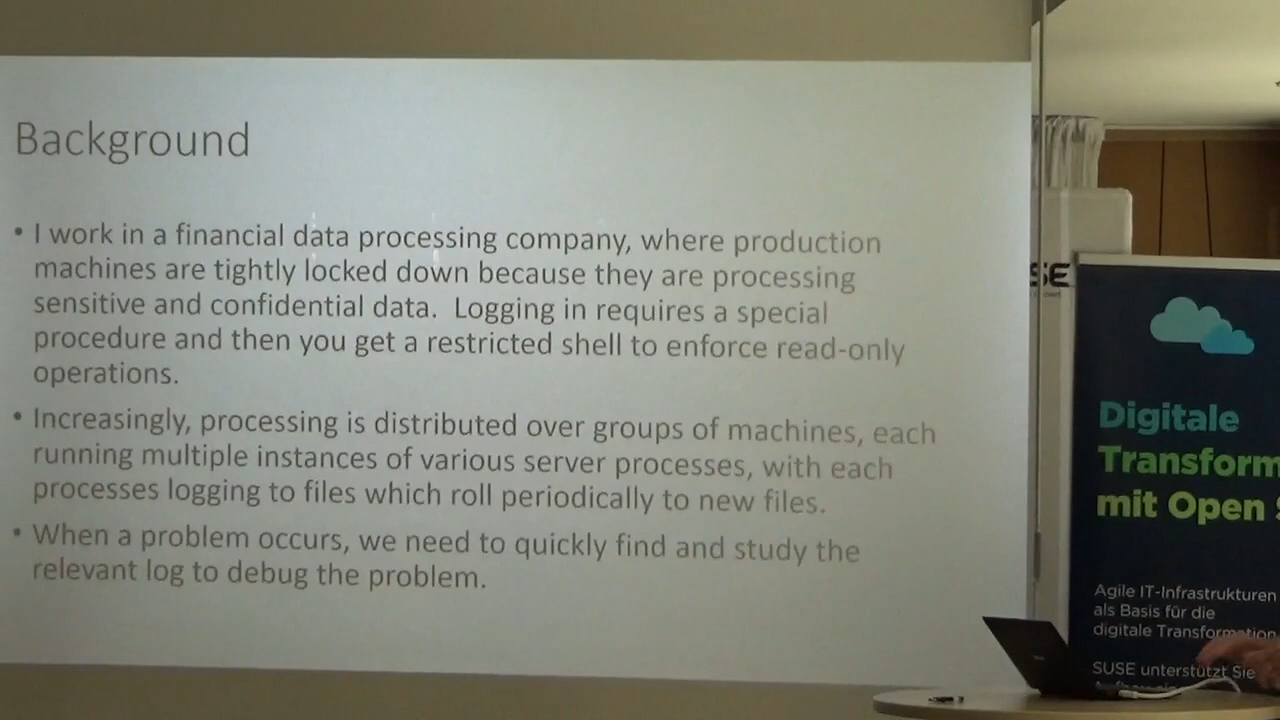 Background
• I work in a financial data processing company, where production
machines are tightly locked down because they are processing
sensitive and confidential data.  Logging in requires a special
procedure and then you get a restricted shell to enforce read-only
operations.
• Increasingly, processing is distributed over groups of machines, each
running multiple instances of various server processes, with each
processes logging to files which roll periodically to new files.
• When a problem occurs, we need to quickly find and study the
relevant log to debug the problem.
SE
Digitale
Transform
mit Open
Agile IT-Infrastrukturen
als Basis für die
digitale Transformation
SUSE unterstützt Sie